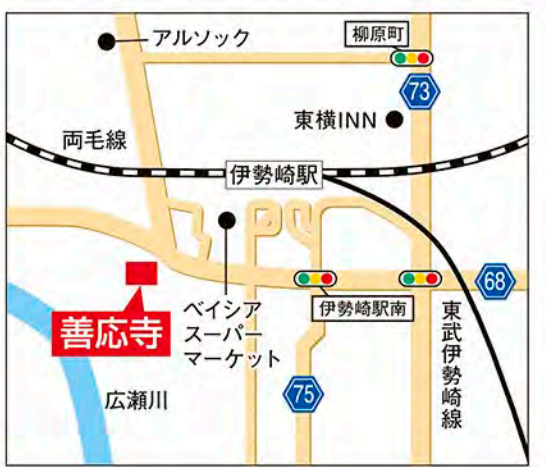 アルソック
柳原町
73
東横INN
両毛線
伊勢崎駅
68
善応寺
ベイシア
スーパー
マーケット
伊勢崎駅南
東武伊勢崎線
75
広瀬川